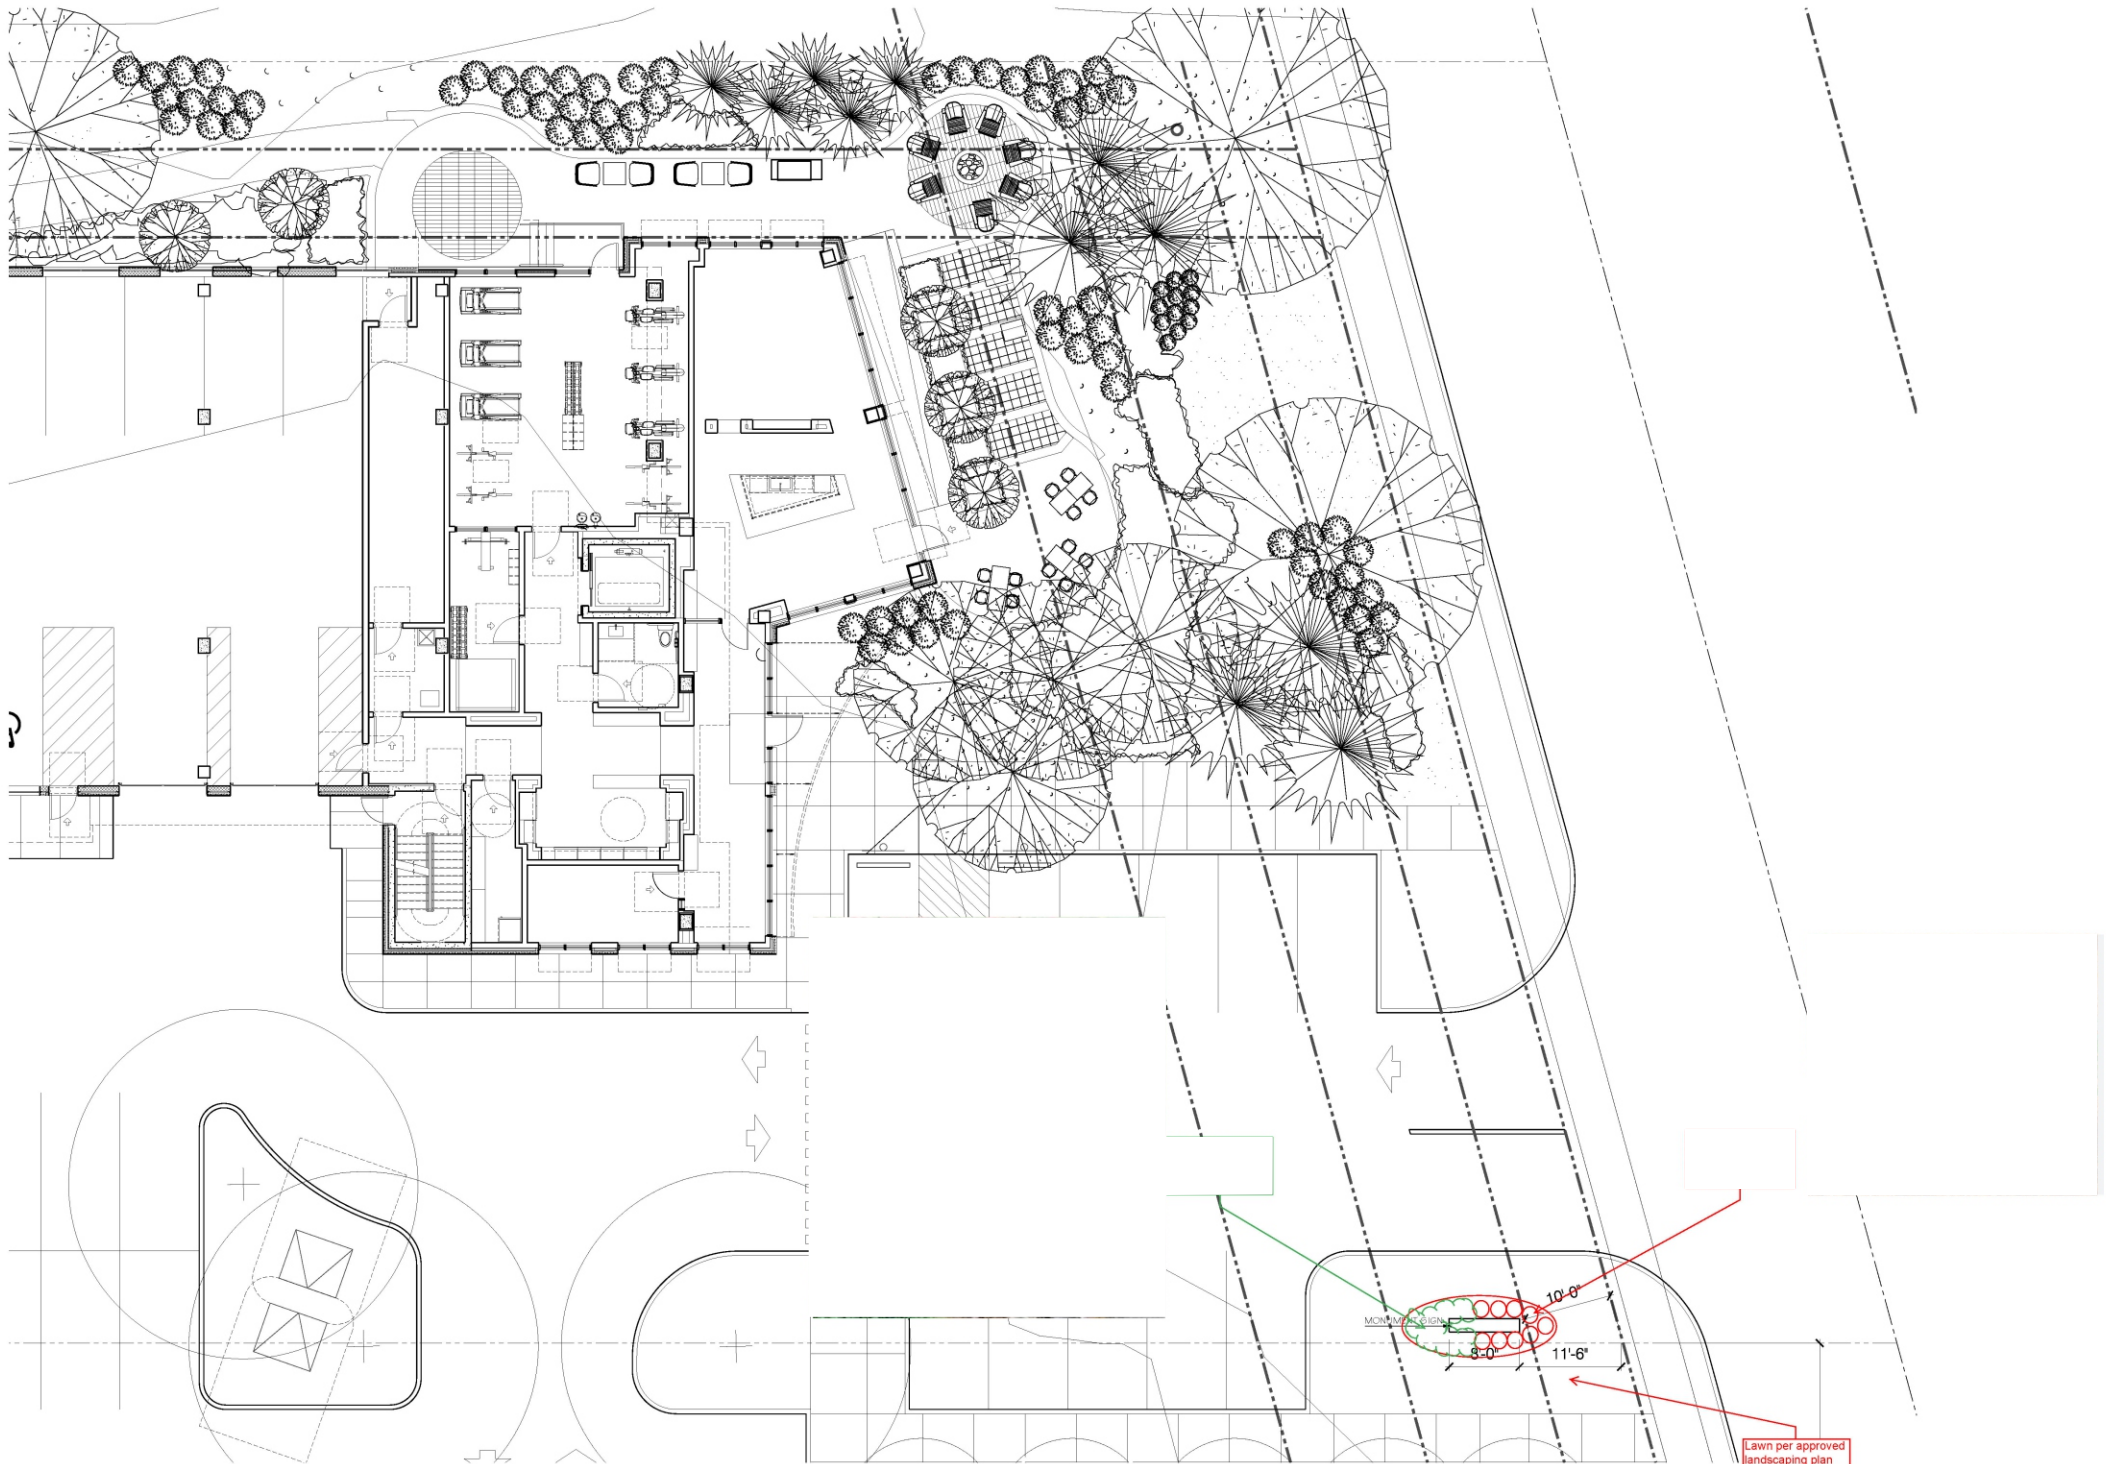 10'-0"
MONUMENT SIGN
8'-0"
11'-6"
Lawn per approved
landscaping plan